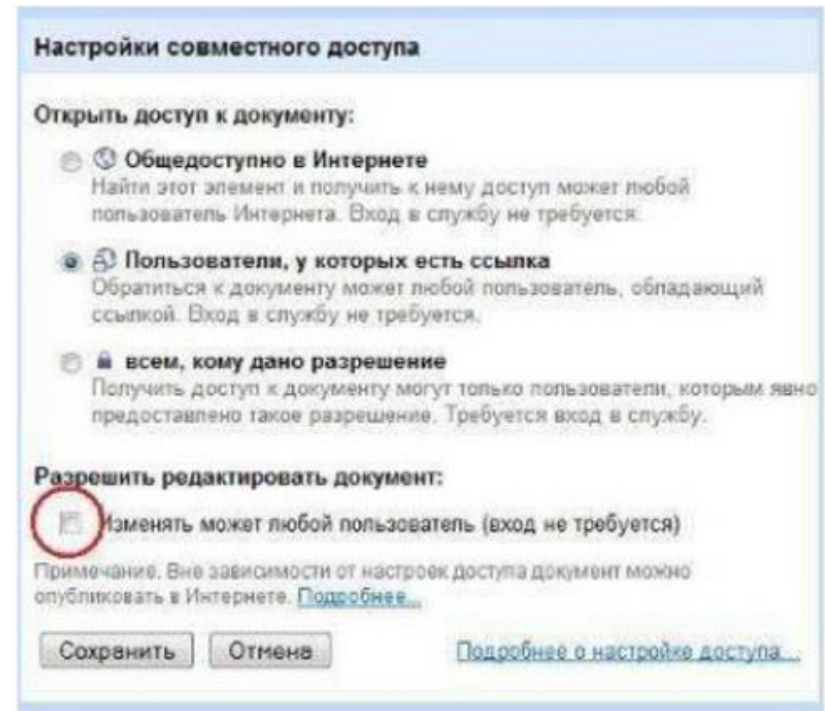 Настройки совместного доступа
Открыть доступ к документу:
Общедоступно в Интернете
Найти этот элемент и получить к нему доступ может любой
пользователь Интернета. Вход в службу не требуется.
Пользователи, у которых есть ссылка
Обратиться к документу может любой пользователь, обладающий
ссылкой. Вход в службу не требуется.
всем, кому дано разрешение
Получить доступ к документу могут только пользователи, которым явно
предоставлено такое разрешение. Требуется вход в службу.
Разрешить редактировать документ:
Изменять может любой пользователь (вход не требуется)
Примечание. Вне зависимости от настроек доступа документ можно
опубликовать в Интернете. Подробнее...
Сохранить Отмена Подробнее о настройке доступа...